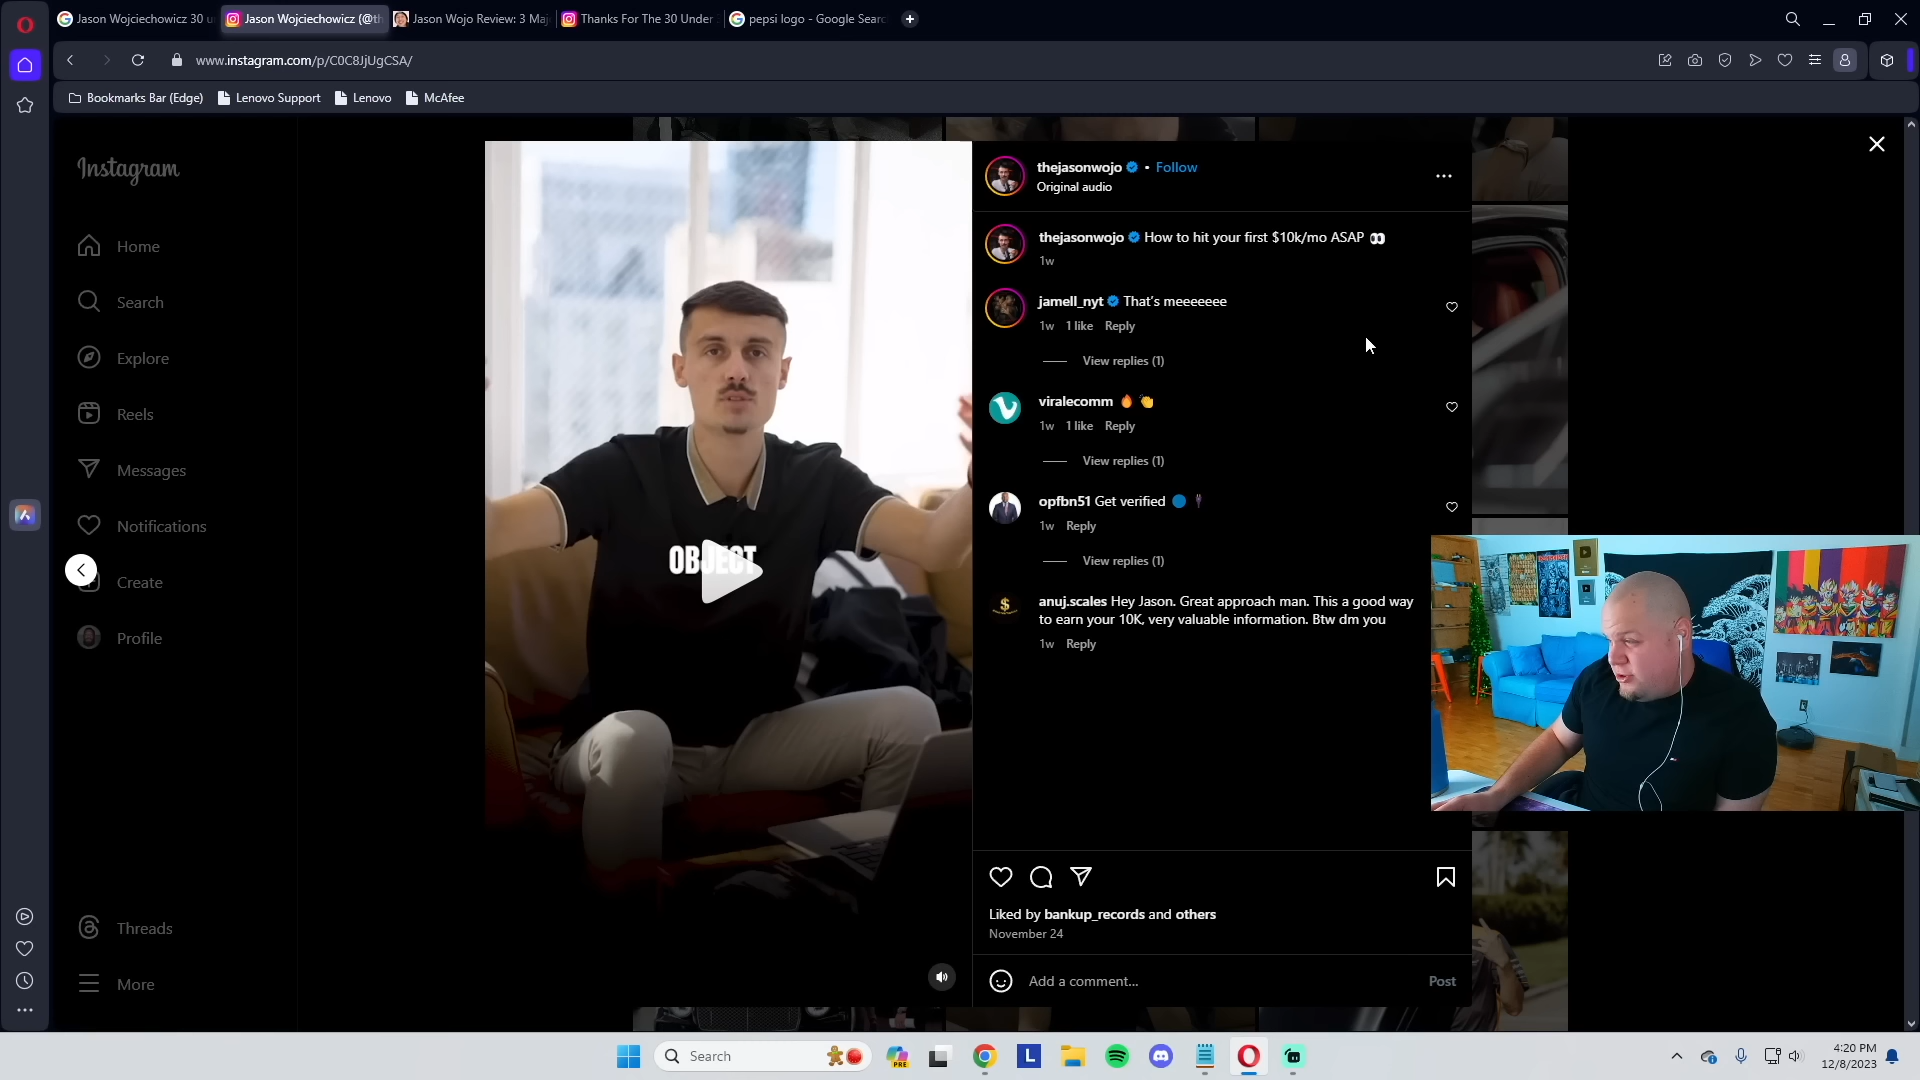 Jason Wojciechowicz 30 u
Jason Wojciechowicz (@th
Jason Wojo Review: 3 Maj
Thanks For The 30 Under
pepsi logo - Google Searc
www.instagram.com/p/C0C8JjUgCSA/
Bookmarks Bar (Edge)
Lenovo Support
Lenovo
McAfee
Instagram
Home
Search
Explore
Reels
Messages
Notifications
Create
Profile
Threads
More
OBJECT
thejasonwojo • Follow
Original audio
thejasonwojo How to hit your first $10k/mo ASAP 👀
1w
jamell_nyt That's meeeeeee
1w 1 like Reply
View replies (1)
viralecomm 🔥 👏
1w 1 like Reply
View replies (1)
opfbn51 Get verified 🔵
1w Reply
View replies (1)
anuj.scales Hey Jason. Great approach man. This a good way
to earn your 10K, very valuable information. Btw dm you
1w Reply
Liked by bankup_records and others
November 24
Add a comment...
Post
Search
PRE
L
4:20 PM
12/8/2023